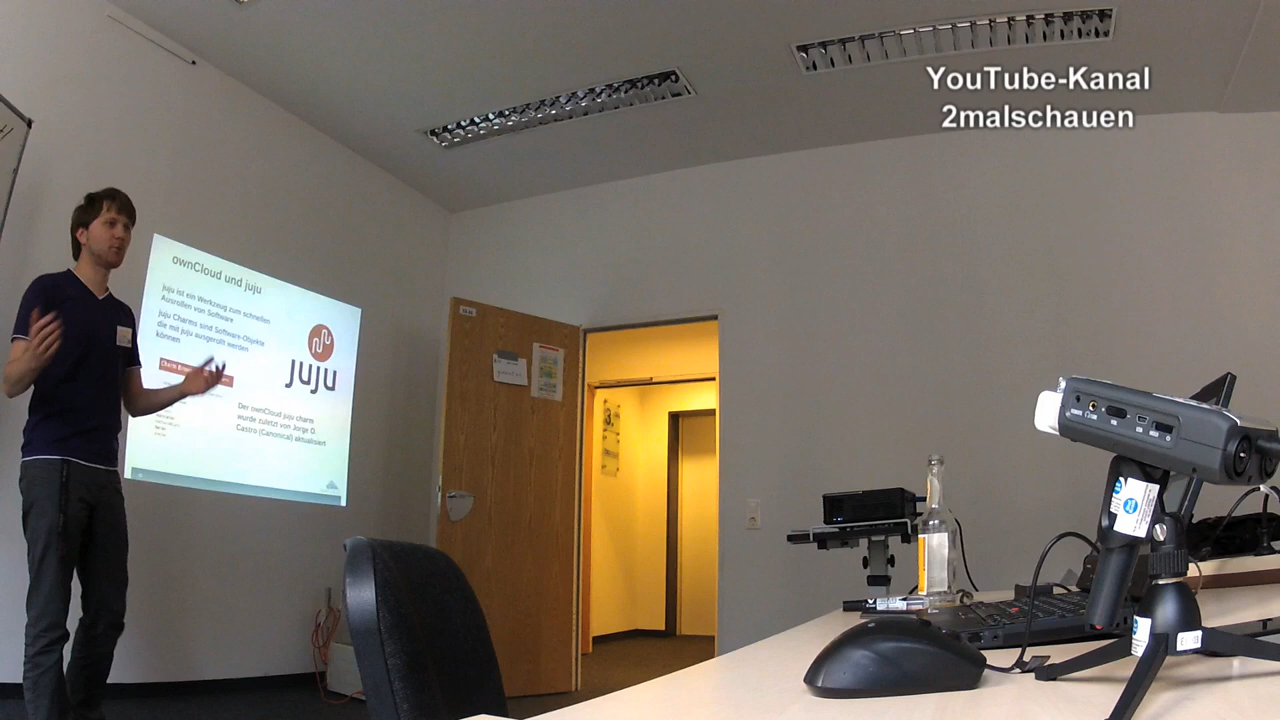 YouTube-Kanal
2malschauen
ownCloud und juju
juju ist ein Werkzeug zum schnellen
Ausrollen von Software
juju Charms sind Software-Objekte
die mit juju ausgerollt werden
können
juju
Der ownCloud juju charm
wurde zuletzt von Jorge O.
Castro (Canonical) aktualisiert